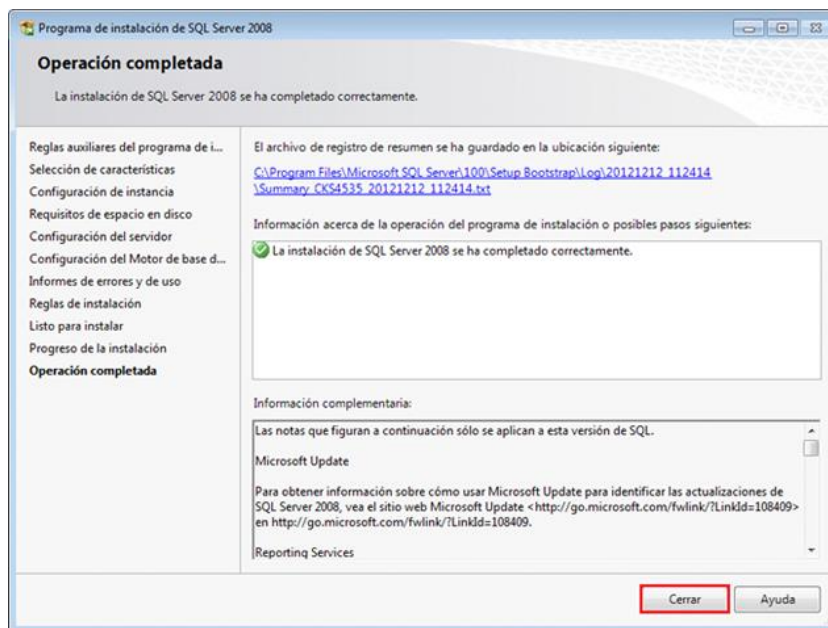 Programa de instalación de SQL Server 2008
Operación completada
La instalación de SQL Server 2008 se ha completado correctamente.
Reglas auxiliares del programa de i...
Selección de características
Configuración de instancia
Requisitos de espacio en disco
Configuración del servidor
Configuración del Motor de base d...
Informes de errores y de uso
Reglas de instalación
Listo para instalar
Progreso de la instalación
Operación completada
El archivo de registro de resumen se ha guardado en la ubicación siguiente:
C:\Program Files\Microsoft SQL Server\100\Setup Bootstrap\Log\20121212_112414
\Summary_CKS4535_20121212_112414.txt
Información acerca de la operación del programa de instalación o posibles pasos siguientes:
La instalación de SQL Server 2008 se ha completado correctamente.
Información complementaria:
Las notas que figuran a continuación sólo se aplican a esta versión de SQL.
Microsoft Update
Para obtener información sobre cómo usar Microsoft Update para identificar las actualizaciones de
SQL Server 2008, vea el sitio web Microsoft Update <http://go.microsoft.com/fwlink/?LinkId=108409>
en http://go.microsoft.com/fwlink/?LinkId=108409.
Reporting Services
Cerrar
Ayuda